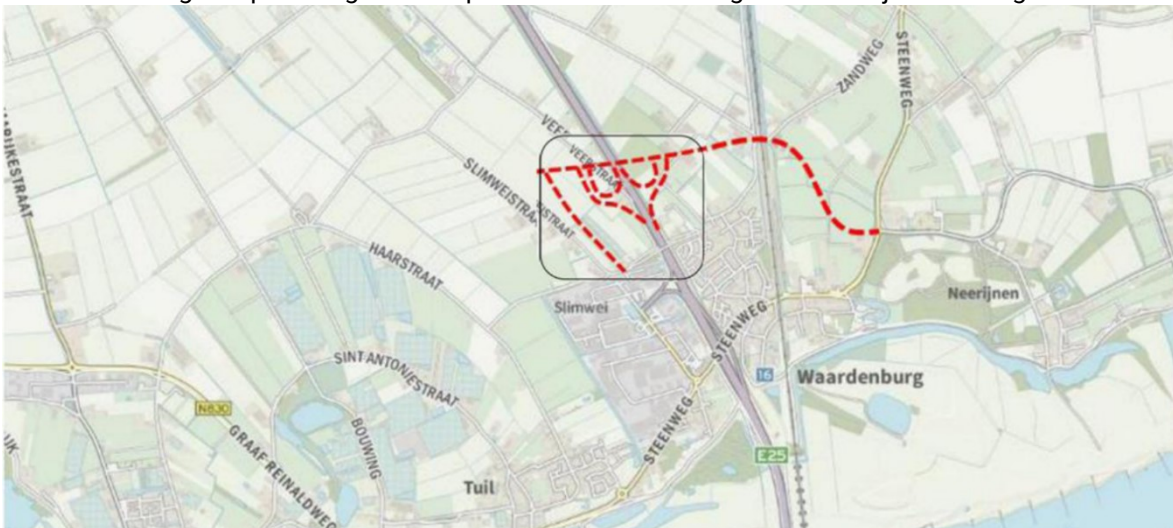 STEENWEG
ZANDWEG
SLIMWEISTRAAT
HAARSTRAAT
Slimwei
Neerijnen
STEENWEG
SINT ANTONIESTRAAT
16
Waardenburg
N830
GRAAF REINALDWEG
BOUWING
STEENWEG
E25
Tuil